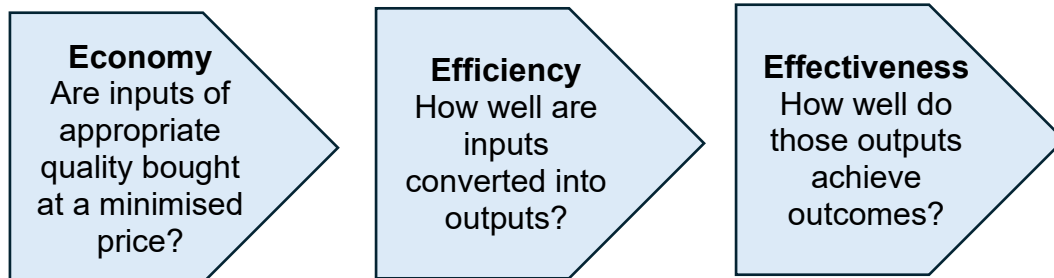 Economy
Are inputs of
appropriate
quality bought
at a minimised
price?
Efficiency
How well are
inputs
converted into
outputs?
Effectiveness
How well do
those outputs
achieve
outcomes?